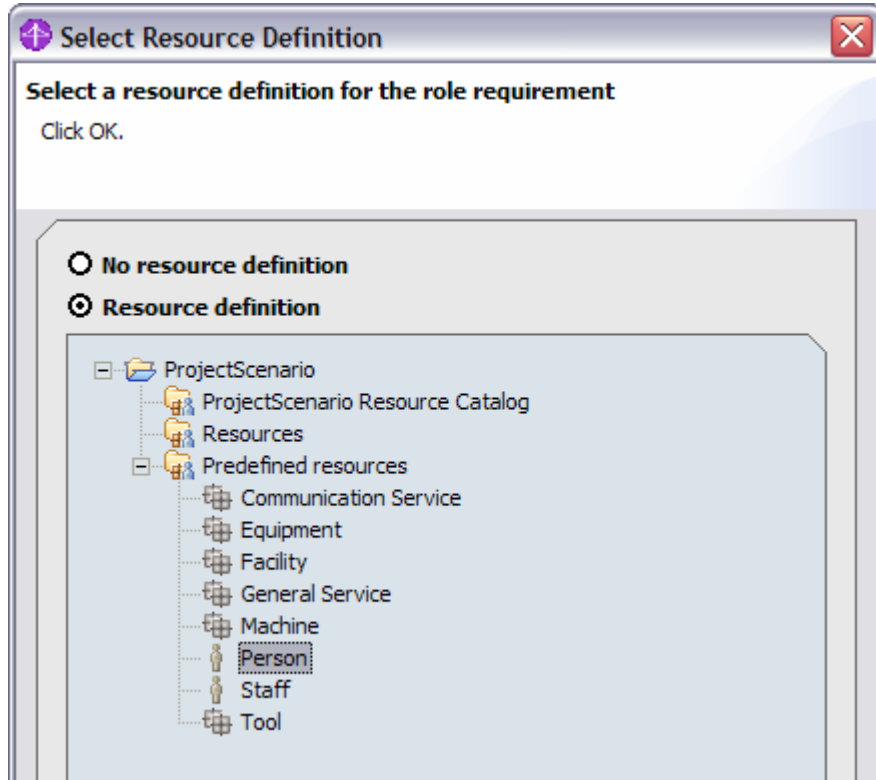 Select Resource Definition
Select a resource definition for the role requirement
Click OK.
No resource definition
Resource definition
ProjectScenario
ProjectScenario Resource Catalog
Resources
Predefined resources
Communication Service
Equipment
Facility
General Service
Machine
Person
Staff
Tool